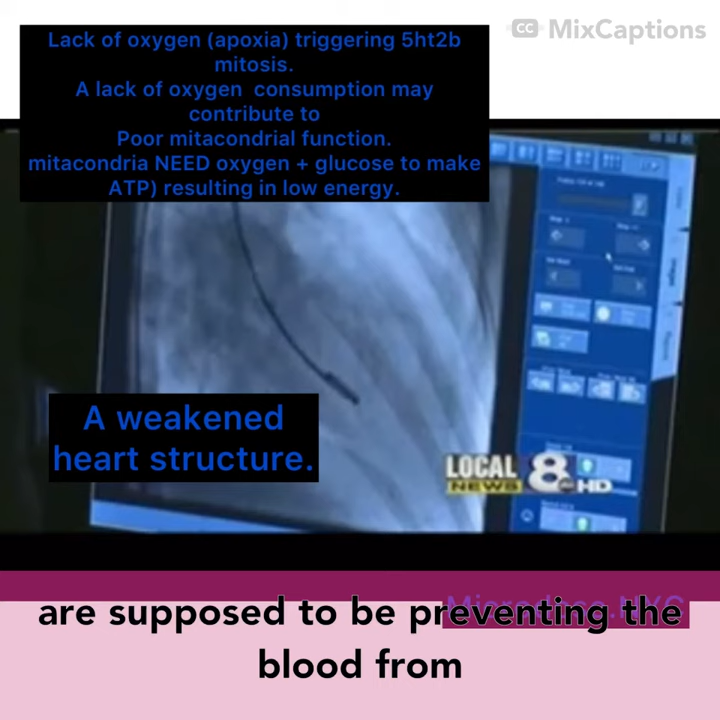 CC MixCaptions
Lack of oxygen (apoxia) triggering 5ht2b
mitosis.
A lack of oxygen consumption may
contribute to
Poor mitacondrial function.
mitacondria NEED oxygen + glucose to make
ATP) resulting in low energy.
A weakened
heart structure.
LOCAL 8
NEWS HD
are supposed to be preventing the
blood from